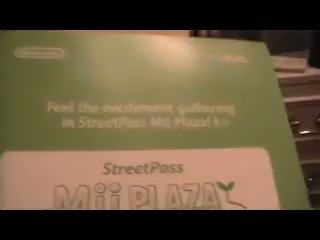 Feel the excitement gathering
in StreetPass Mii Plaza!
StreetPass
Mii PLAZA